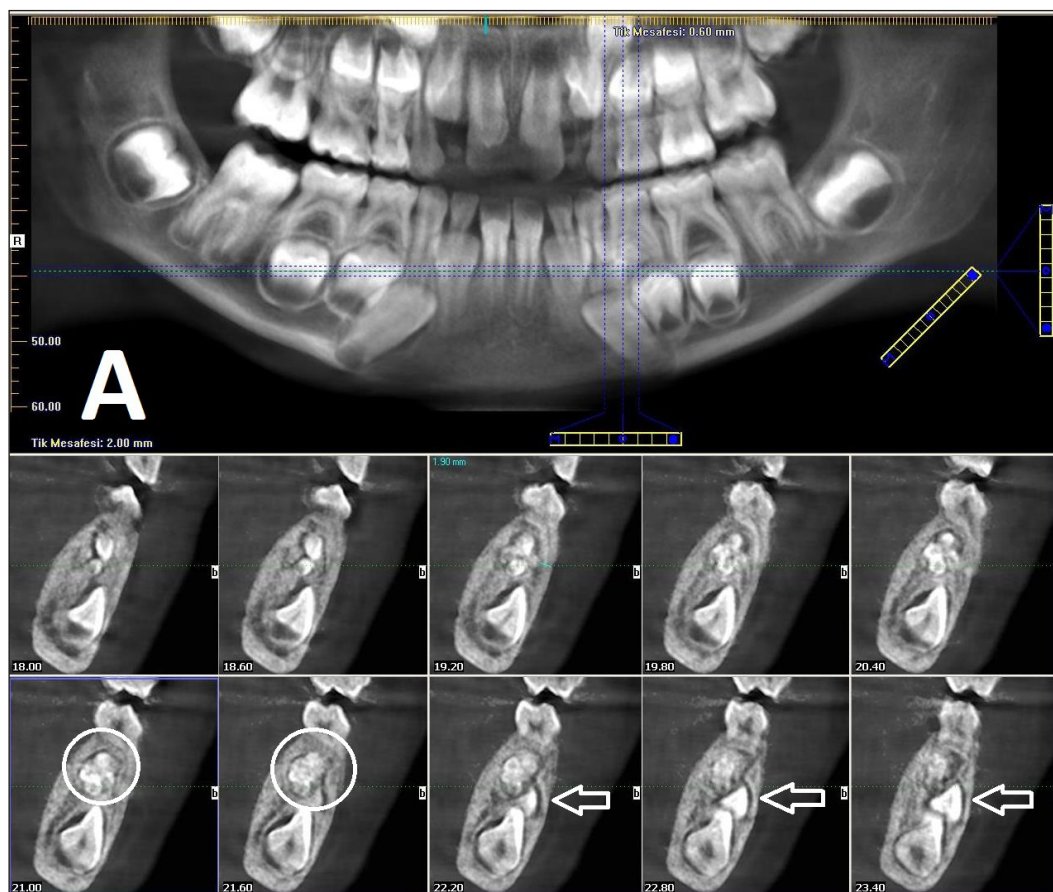 Tik Mesafesi: 0.60 mm
R
50.00
60.00
A
Tik Mesafesi: 2.00 mm
1.90 mm
b b b b b
18.00 18.60 19.20 19.80 20.40
b b b b b
21.00 21.60 22.20 22.80 23.40